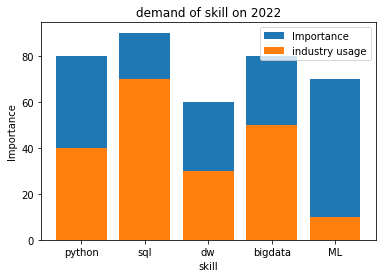 demand of skill on 2022
Importance
industry usage
Importance
80
60
40
20
0
python sql dw bigdata ML
skill